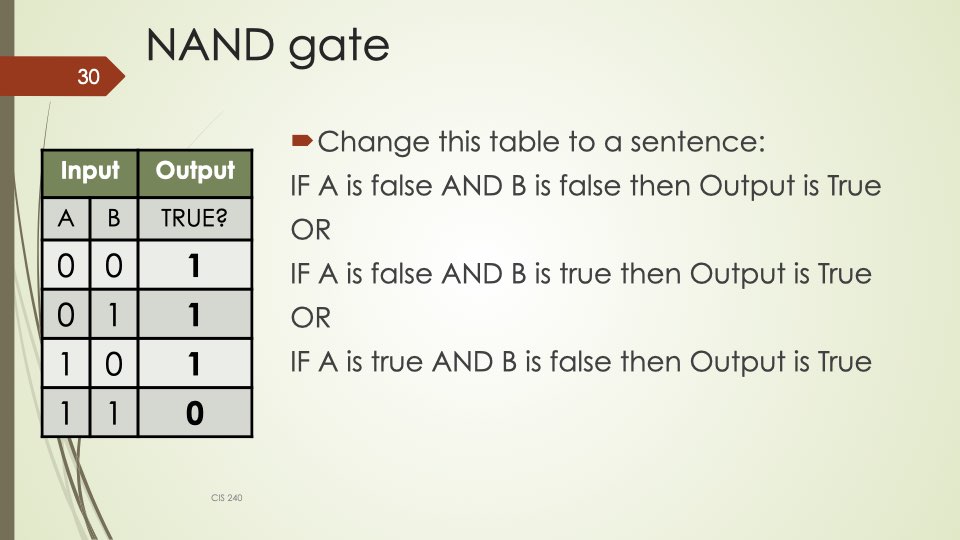 NAND gate
30
Change this table to a sentence:
IF A is false AND B is false then Output is True
OR
IF A is false AND B is true then Output is True
OR
IF A is true AND B is false then Output is True
Input Output
A B TRUE?
0 0 1
0 1 1
1 0 1
1 1 0
CIS 240